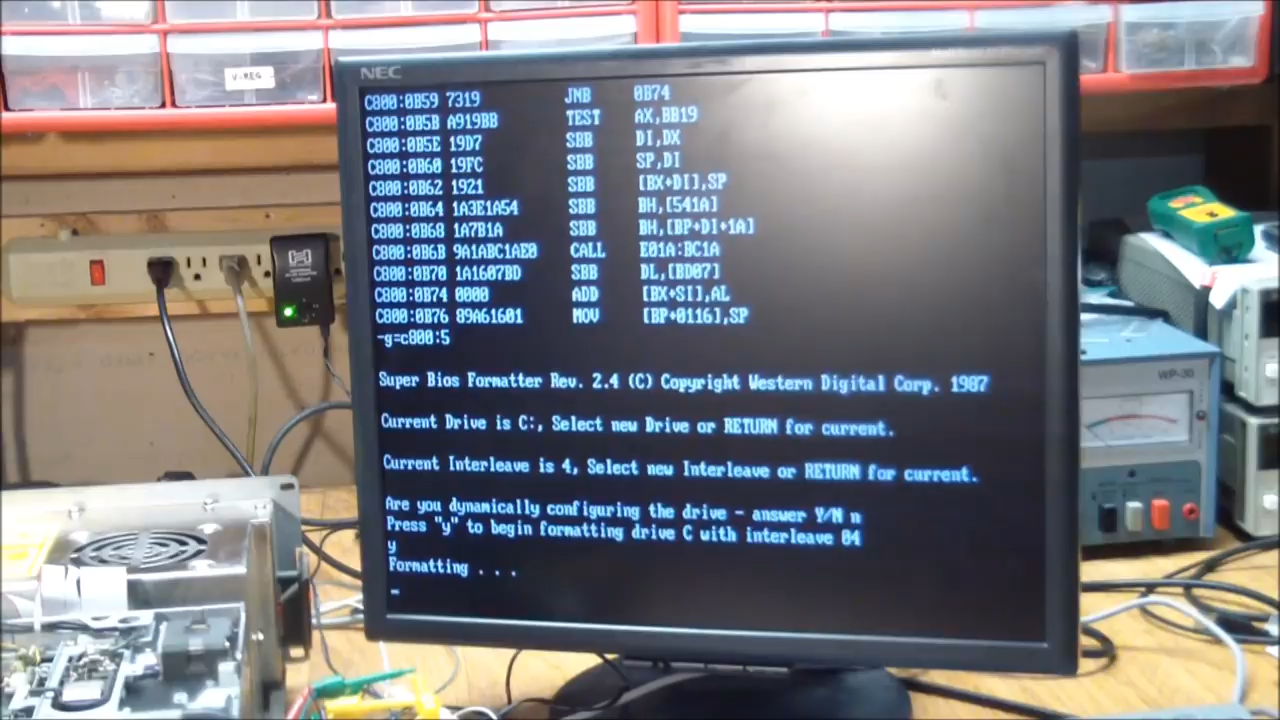 V-REG
NEC
C800:0B59 7319 JNB 0B74
C800:0B5B A919BB TEST AX,BB19
C800:0B5E 19D7 SBB DI,DX
C800:0B60 19FC SBB SP,DI
C800:0B62 1921 SBB [BX+DI],SP
C800:0B64 1A3E1A54 SBB BH,[541A]
C800:0B68 1A7B1A SBB BH,[BP+DI+1A]
C800:0B6B 9A1ABC1AE0 CALL E01A:BC1A
C800:0B70 1A1607BD SBB DL,[BD07]
C800:0B74 0000 ADD [BX+SI],AL
C800:0B76 89A61601 MOV [BP+0116],SP
-g=c800:5
Super Bios Formatter Rev. 2.4 (C) Copyright Western Digital Corp. 1987
Current Drive is C:, Select new Drive or RETURN for current.
Current Interleave is 4, Select new Interleave or RETURN for current.
Are you dynamically configuring the drive - answer Y/N n
Press "y" to begin formatting drive C with interleave 04
y
Formatting . . .
WP-30